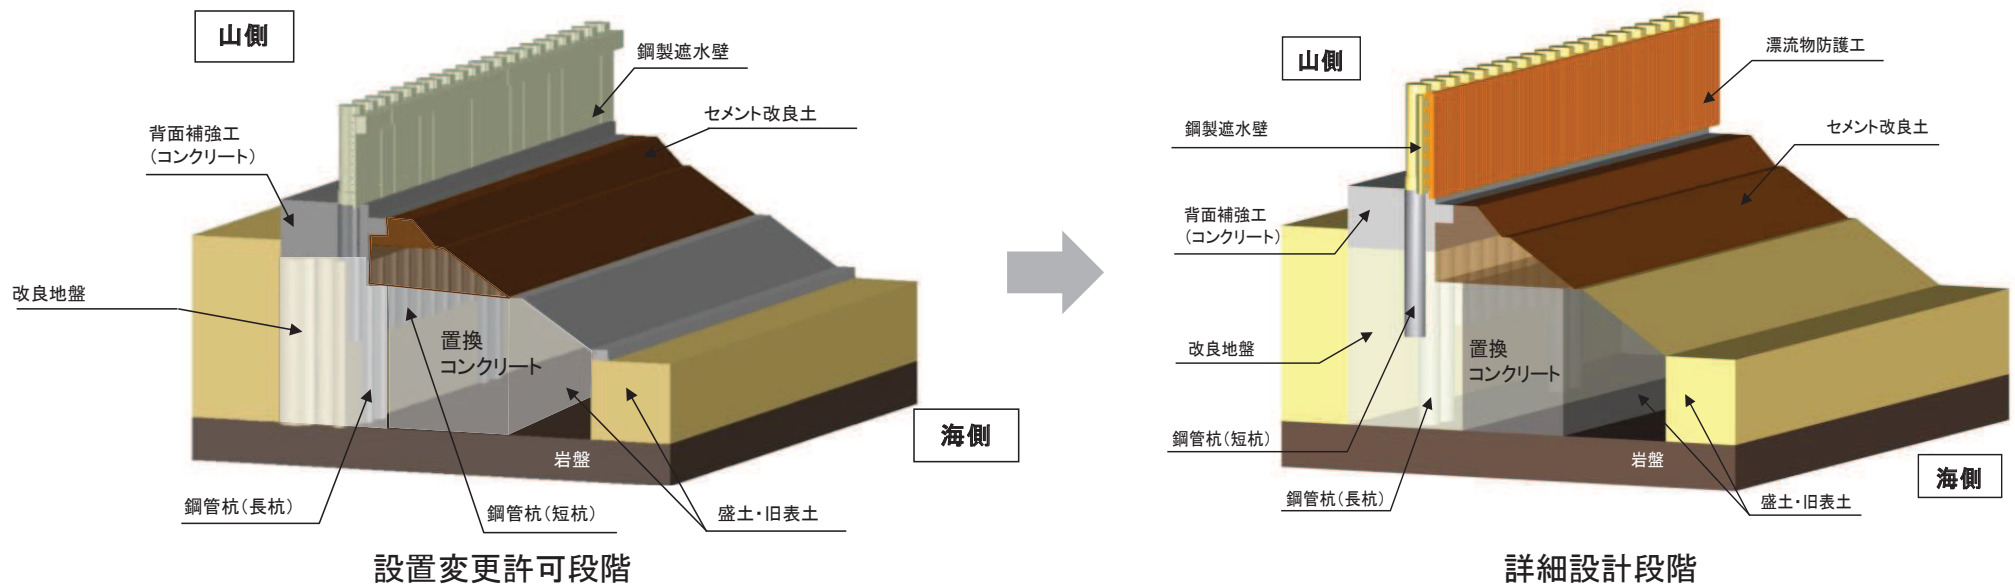 山側
鋼製遮水壁
セメント改良土
背面補強工
(コンクリート)
改良地盤
置換
コンクリート
海側
岩盤
鋼管杭(長杭)
鋼管杭(短杭)
盛土・旧表土
設置変更許可段階
山側
漂流物防護工
鋼製遮水壁
セメント改良土
背面補強工
(コンクリート)
改良地盤
置換
コンクリート
鋼管杭(短杭)
岩盤
海側
鋼管杭(長杭)
盛土・旧表土
詳細設計段階